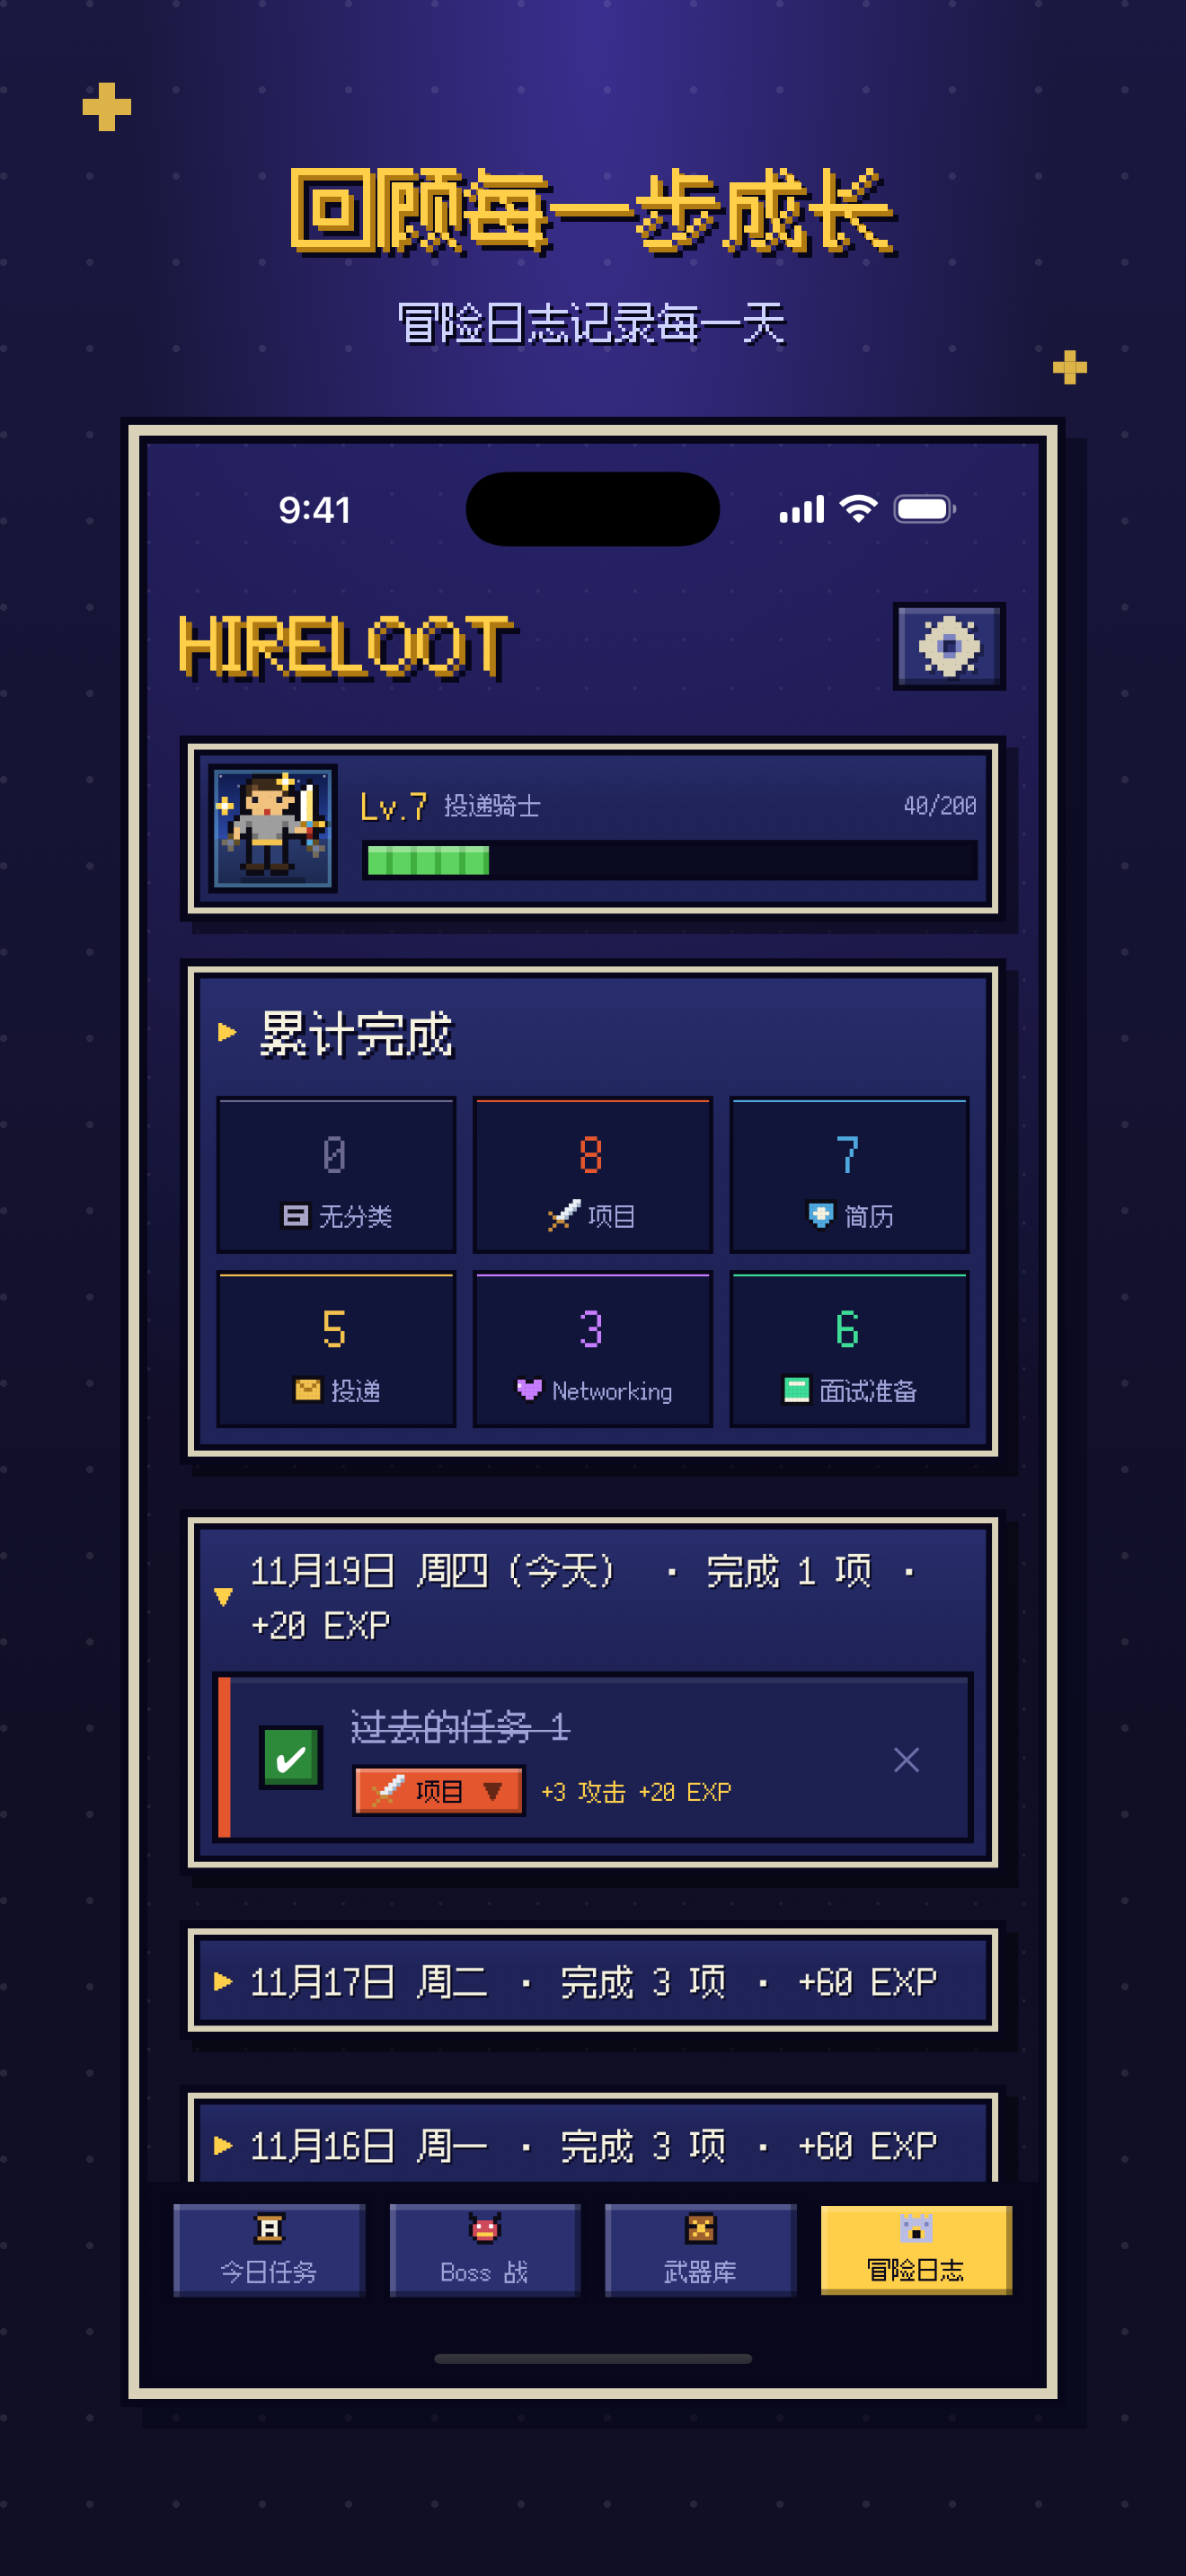 回顾每一步成长
冒险日志记录每一天
9:41
HIRELOOT
Lv.7 投递骑士 40/200
累计完成
0 8 7
无分类 项目 简历
5 3 6
投递 Networking 面试准备
11月19日 周四 (今天) · 完成 1 项 ·
+20 EXP
过去的任务 1
项目 +3 攻击 +20 EXP
11月17日 周二 · 完成 3 项 · +60 EXP
11月16日 周一 · 完成 3 项 · +60 EXP
今日任务 Boss 战 武器库 冒险日志